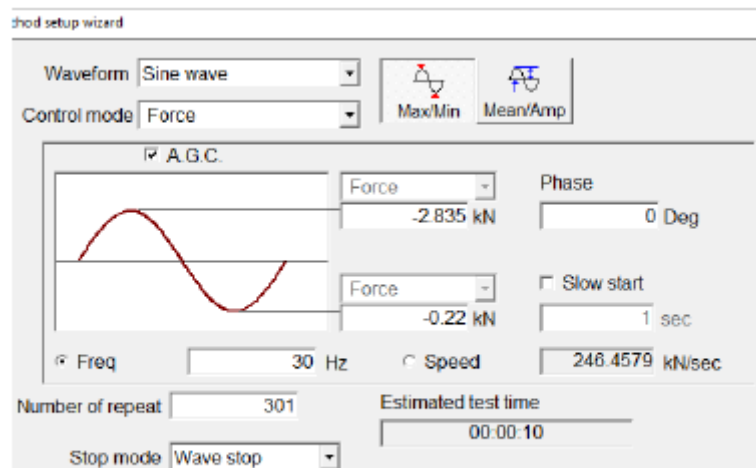 thod setup wizard
Waveform Sine wave
Control mode Force
Max/Min Mean/Amp
A.G.C.
Force
-2.835 kN
Phase
0 Deg
Force
-0.22 kN
Slow start
1 sec
Freq 30 Hz Speed 246.4579 kN/sec
Number of repeat 301
Estimated test time
00:00:10
Stop mode Wave stop